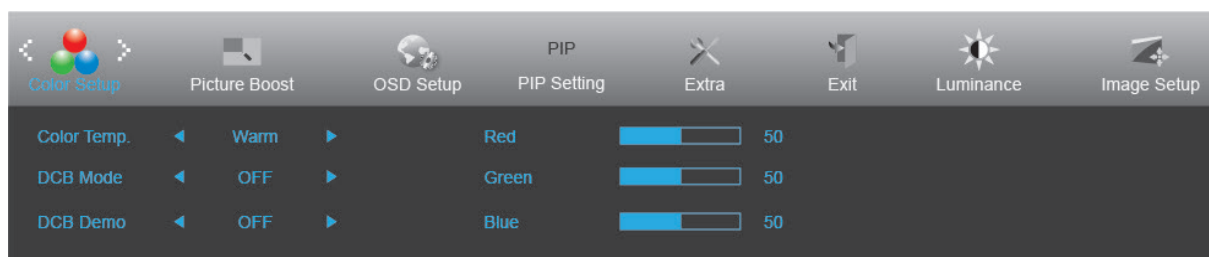 PIP
Color Setup Picture Boost OSD Setup PIP Setting Extra Exit Luminance Image Setup
Color Temp. Warm Red 50
DCB Mode OFF Green 50
DCB Demo OFF Blue 50